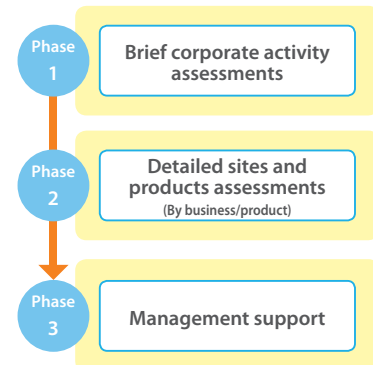 Phase
1
Brief corporate activity
assessments
Phase
2
Detailed sites and
products assessments
(By business/product)
Phase
3
Management support